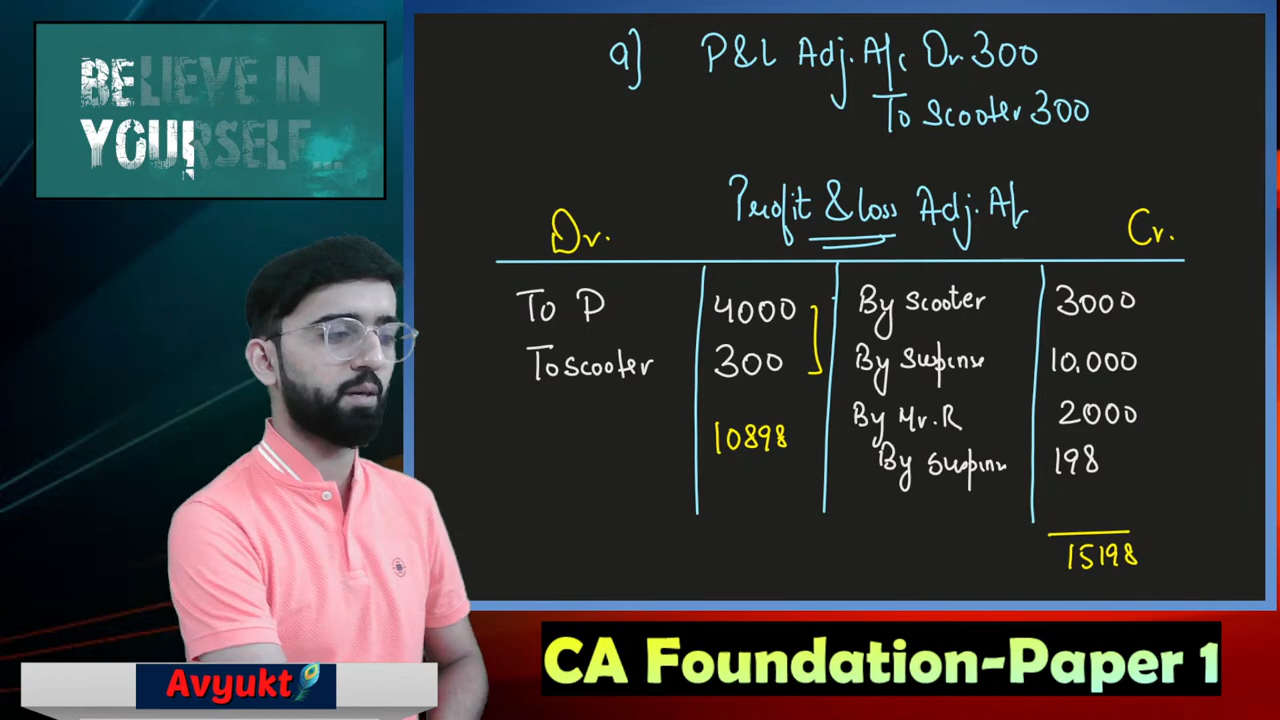 BELIEVE IN
YOURSELF...
9] P&L Adj. A/c Dr. 300
To Scooter 300
Profit & loss Adj. A/c
Dr. Cr.
To P 4000 By Scooter 3000
To scooter 300 By Suspense 10,000
10898 By Mr. R 2000
By Suspense 198
15198
Avyukt
CA Foundation-Paper 1